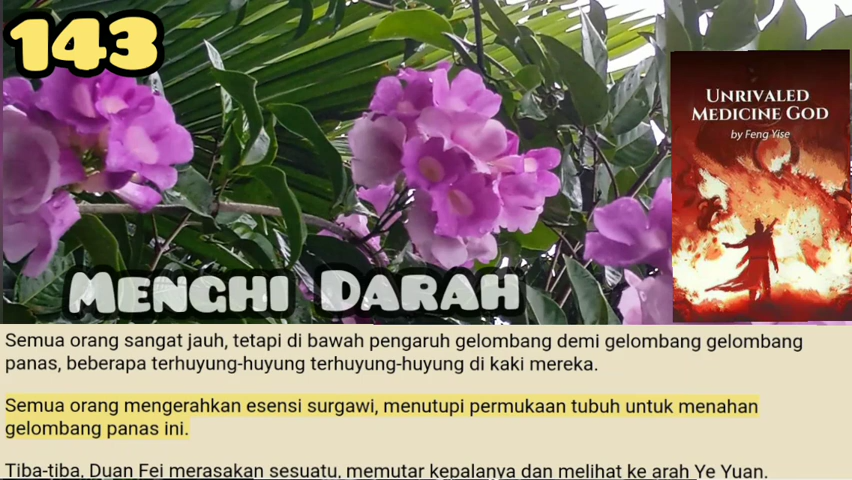 143
UNRIVALED
MEDICINE GOD
by Feng Yise
MENGHI DARAH
Semua orang sangat jauh, tetapi di bawah pengaruh gelombang demi gelombang gelombang
panas, beberapa terhuyung-huyung terhuyung-huyung di kaki mereka.
Semua orang mengerahkan esensi surgawi, menutupi permukaan tubuh untuk menahan
gelombang panas ini.
Tiba-tiba, Duan Fei merasakan sesuatu, memutar kepalanya dan melihat ke arah Ye Yuan.